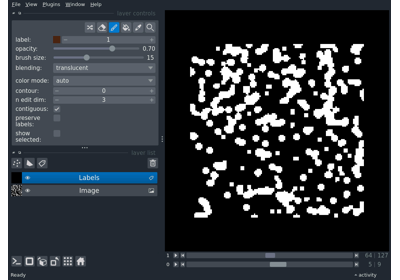 File View Plugins Window Help
layer controls
label: 1
opacity: 0.70
brush size: 15
blending: translucent
color mode: auto
contour: 0
n edit dim: 3
contiguous:
preserve
labels:
show
selected:
layer list
Labels
Image
1 64 127
0 5 9
Ready activity